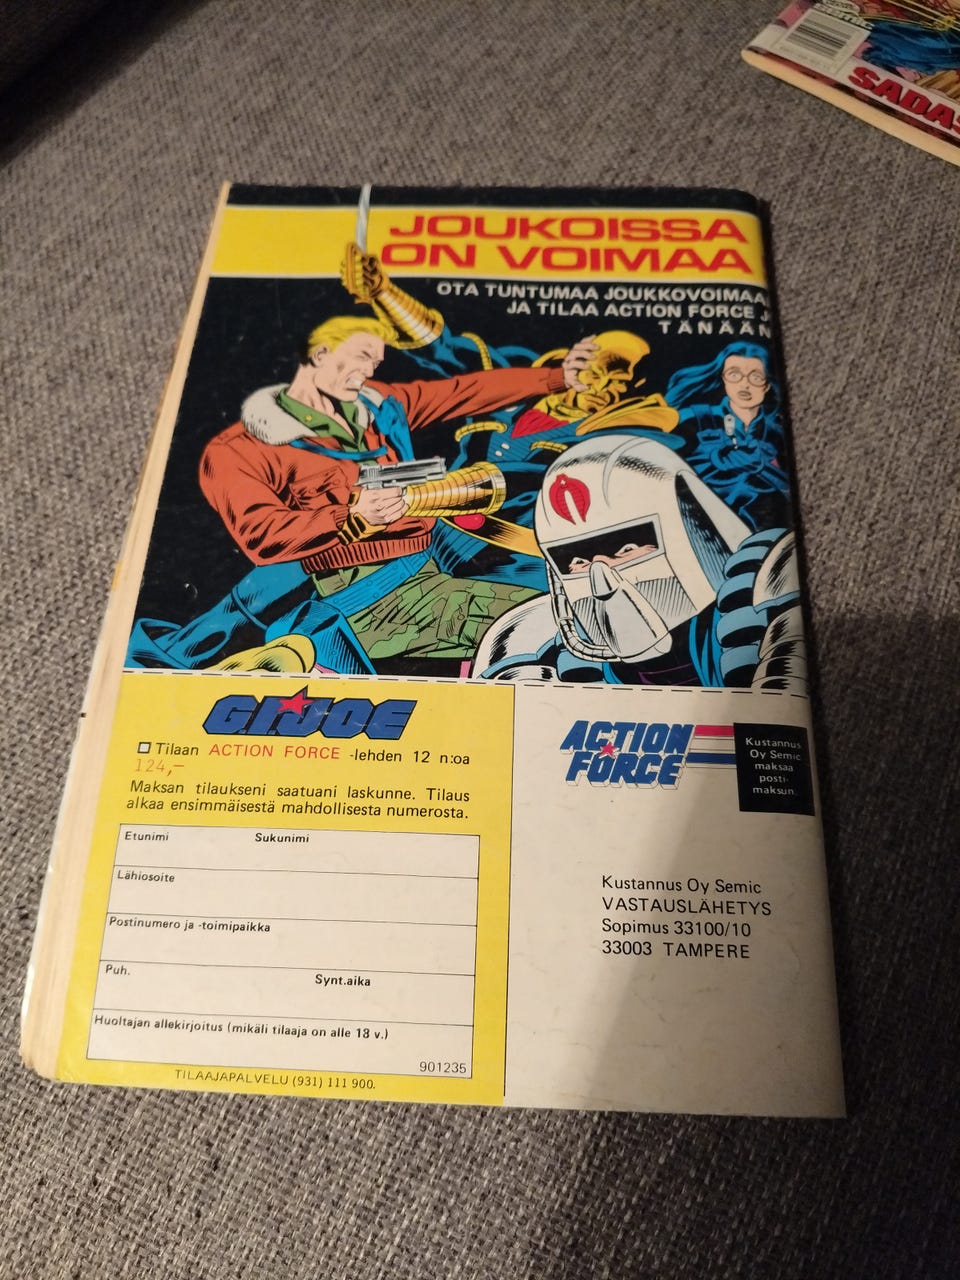 SADAS
JOUKOISSA
ON VOIMAA
OTA TUNTUMAA JOUKKOVOIMAA
JA TILAA ACTION FORCE J
TÄNÄÄN
G.I.JOE
Tilaan ACTION FORCE -lehden 12 n:oa
124,–
Maksan tilaukseni saatuani laskunne. Tilaus
alkaa ensimmäisestä mahdollisesta numerosta.
Etunimi Sukunimi
Lähiosoite
Postinumero ja -toimipaikka
Puh. Synt.aika
Huoltajan allekirjoitus (mikäli tilaaja on alle 18 v.)
901235
TILAAJAPALVELU (931) 111 900.
ACTION
FORCE
Kustannus
Oy Semic
maksaa
posti-
maksun.
Kustannus Oy Semic
VASTAUSLÄHETYS
Sopimus 33100/10
33003 TAMPERE